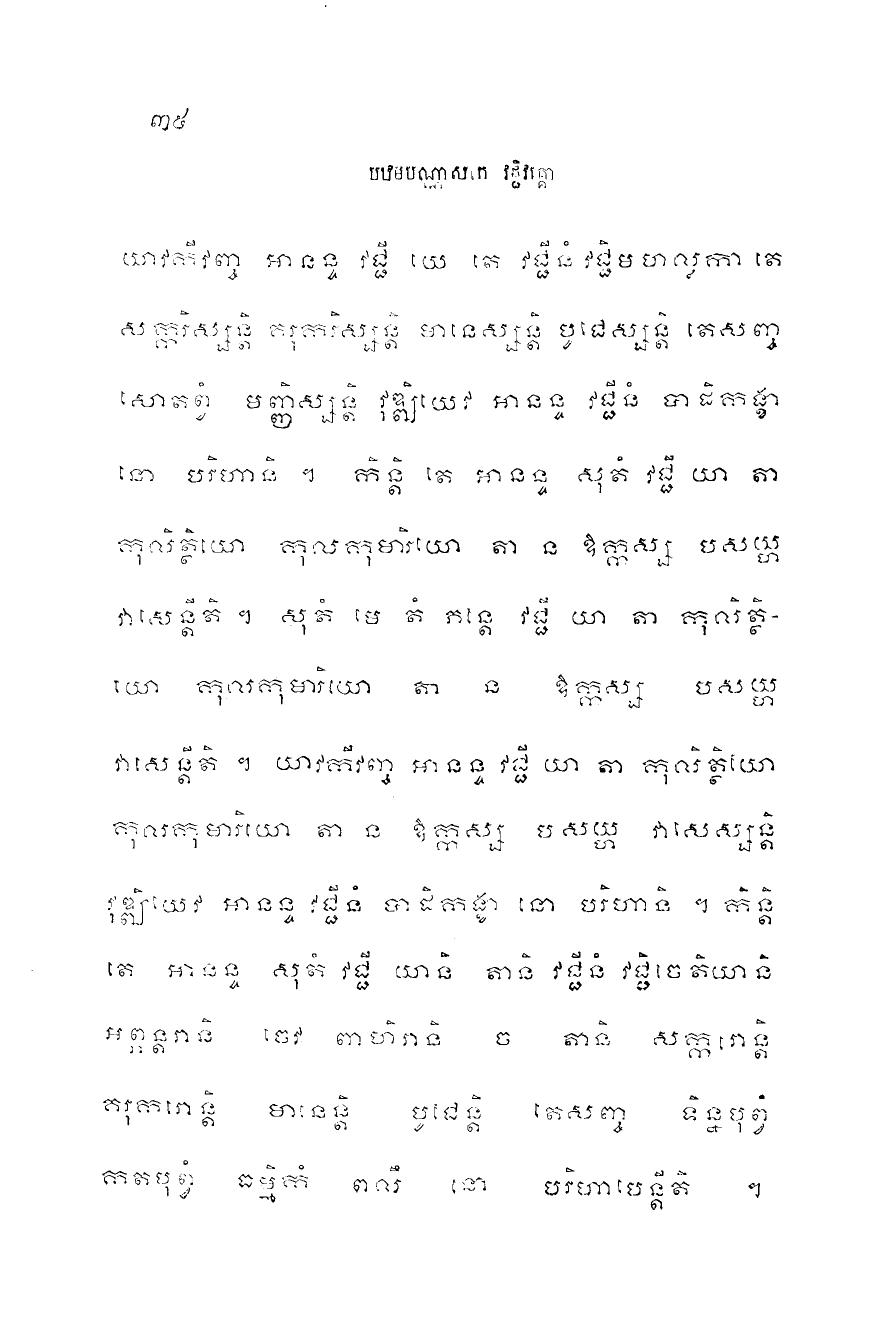 ៣៥
បឋមបណ្ណាសកេ វជ្ជិវគ្គោ
យាវកីវញ្ច អានន្ទ វជ្ជី យេ តេ វជ្ជីនំ វជ្ជិមហល្លកា តេ
សក្ករិស្សន្តិ គរុករិស្សន្តិ មានេស្សន្តិ បូជេស្សន្តិ តេសញ្ច
សោតព្វំ មញ្ញិស្សន្តិ វុឌ្ឍិយេវ អានន្ទ វជ្ជីនំ បាដិកង្ខា
នោ បរិហានិ ។ កិន្តិ តេ អានន្ទ សុតំ វជ្ជី យា តា
កុលិត្ថិយោ កុលកុមារិយោ តា ន ឱក្កស្ស បសយ្ហ
វាសេន្តីតិ ។ សុតំ មេ តំ ភន្តេ វជ្ជី យា តា កុលិត្ថិ-
យោ កុលកុមារិយោ តា ន ឱក្កស្ស បសយ្ហ
វាសេន្តីតិ ។ យាវកីវញ្ច អានន្ទ វជ្ជី យា តា កុលិត្ថិយោ
កុលកុមារិយោ តា ន ឱក្កស្ស បសយ្ហ វាសេស្សន្តិ
វុឌ្ឍិយេវ អានន្ទ វជ្ជីនំ បាដិកង្ខា នោ បរិហានិ ។ កិន្តិ
តេ អានន្ទ សុតំ វជ្ជី យានិ តានិ វជ្ជីនំ វជ្ជិចេតិយានិ
អព្ភន្តរានិ ចេវ ពាហិរានិ ច តានិ សក្ករោន្តិ
គរុករោន្តិ មានេន្តិ បូជេន្តិ តេសញ្ច ទិន្នបុព្វំ
កតបុព្វំ ធម្មិកំ ពលឹ នោ បរិហាបេន្តីតិ ។